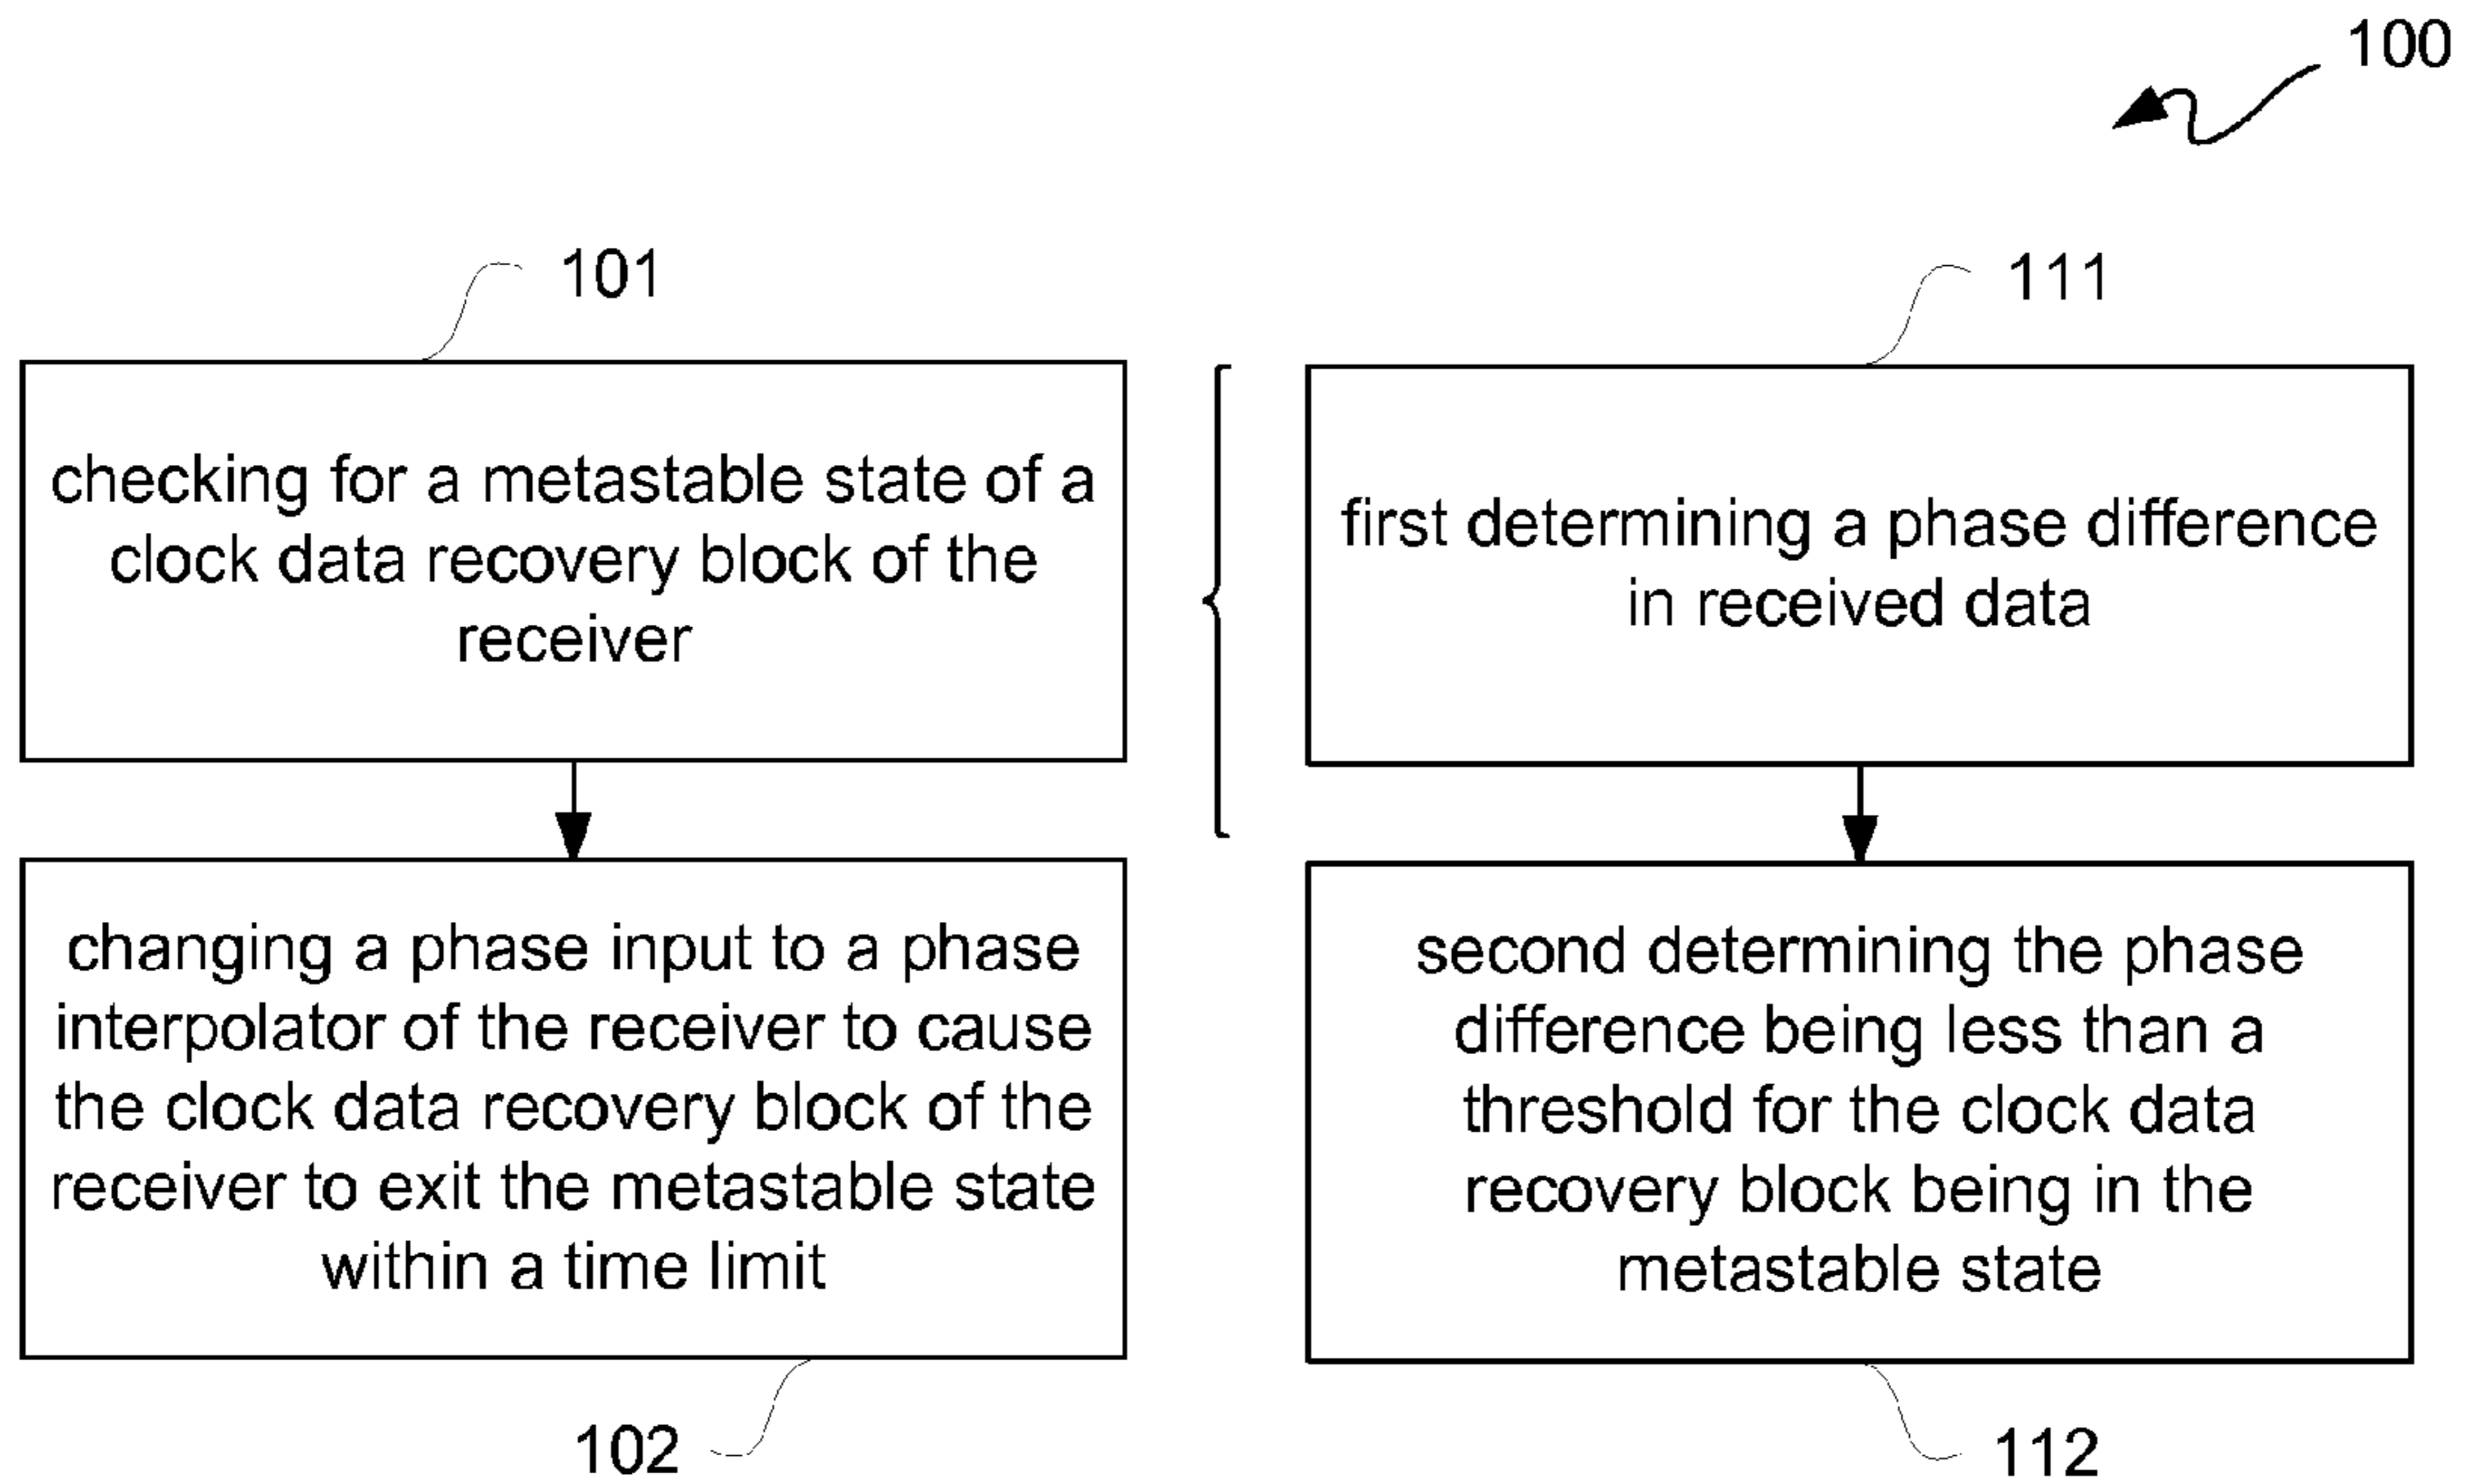 100
101
checking for a metastable state of a
clock data recovery block of the
receiver
changing a phase input to a phase
interpolator of the receiver to cause
the clock data recovery block of the
receiver to exit the metastable state
within a time limit
102
111
first determining a phase difference
in received data
second determining the phase
difference being less than a
threshold for the clock data
recovery block being in the
metastable state
112